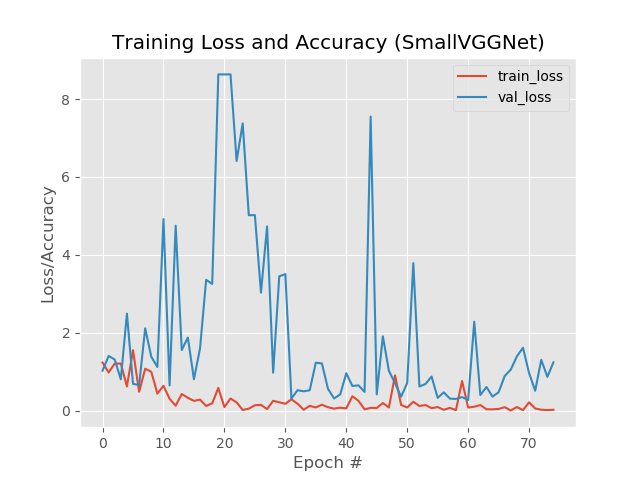 Training Loss and Accuracy (SmallVGGNet)
train_loss
val_loss
Loss/Accuracy
8
6
4
2
0
0 10 20 30 40 50 60 70
Epoch #